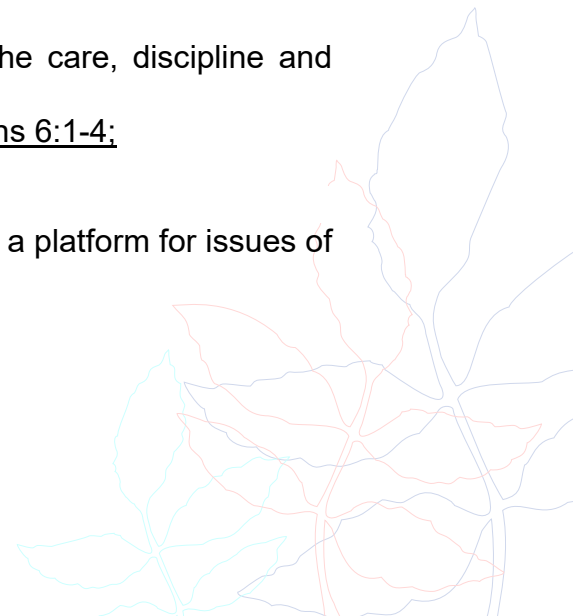 he care, discipline and
ns 6:1-4;
a platform for issues of